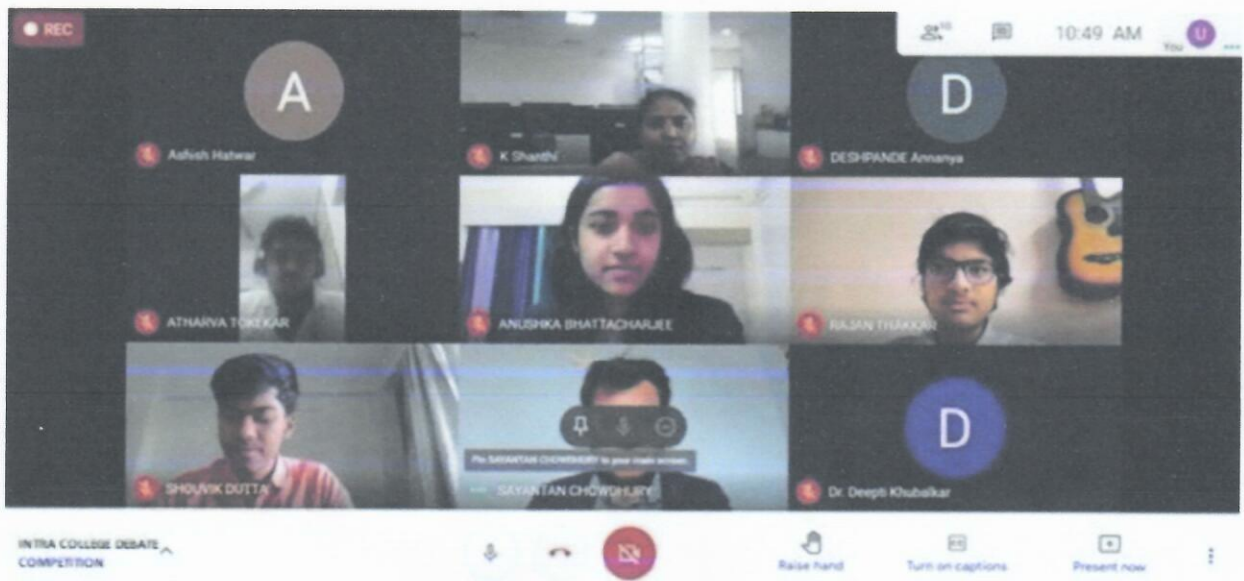 REC
10
10:49 AM
You
U
A
D
Ashish Hatwar
K Shanthi
DESHPANDE Annanya
ATHARVA TOKEKAR
ANUSHKA BHATTACHARJEE
RAJAN THAKKAR
Pin SAYANTAN CHOWDHURY to your main screen
D
SHOUVIK DUTTA
SAYANTAN CHOWDHURY
Dr. Deepti Khubalkar
INTRA COLLEGE DEBATE
COMPETITION
Raise hand
Turn on captions
Present now